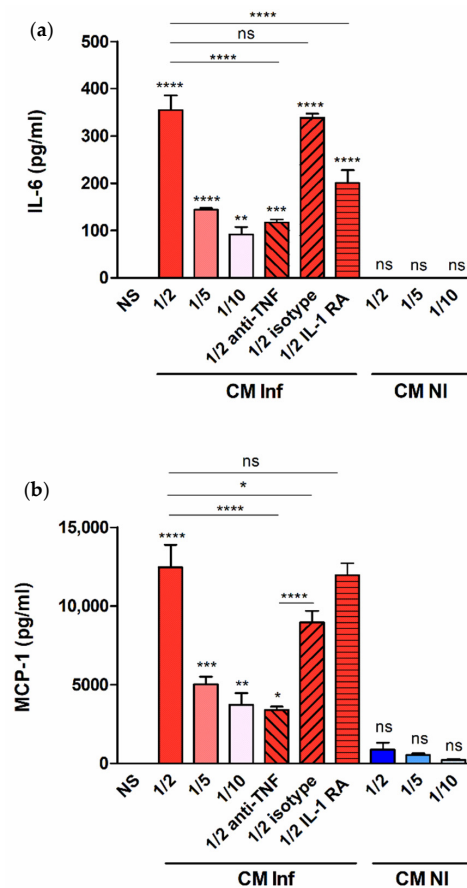 (a)
****
ns
****
500
400
300
200
100
0
IL-6 (pg/ml)
****
****
**
***
****
****
ns ns ns
NS 1/2 1/5 1/10 1/2 anti-TNF 1/2 isotype 1/2 IL-1 RA 1/2 1/5 1/10
CM Inf CM NI
(b)
ns
*
****
15,000
10,000
5000
0
MCP-1 (pg/ml)
****
***
**
*
****
ns ns ns
NS 1/2 1/5 1/10 1/2 anti-TNF 1/2 isotype 1/2 IL-1 RA 1/2 1/5 1/10
CM Inf CM NI